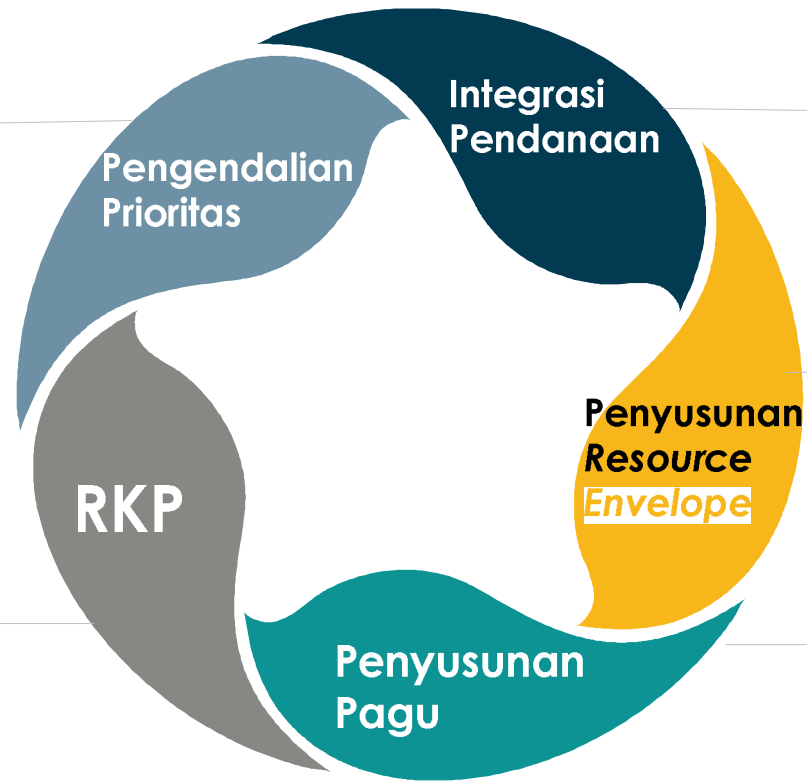 Integrasi
Pendanaan
Pengendalian
Prioritas
Penyusunan
Resource
Envelope
RKP
Penyusunan
Pagu